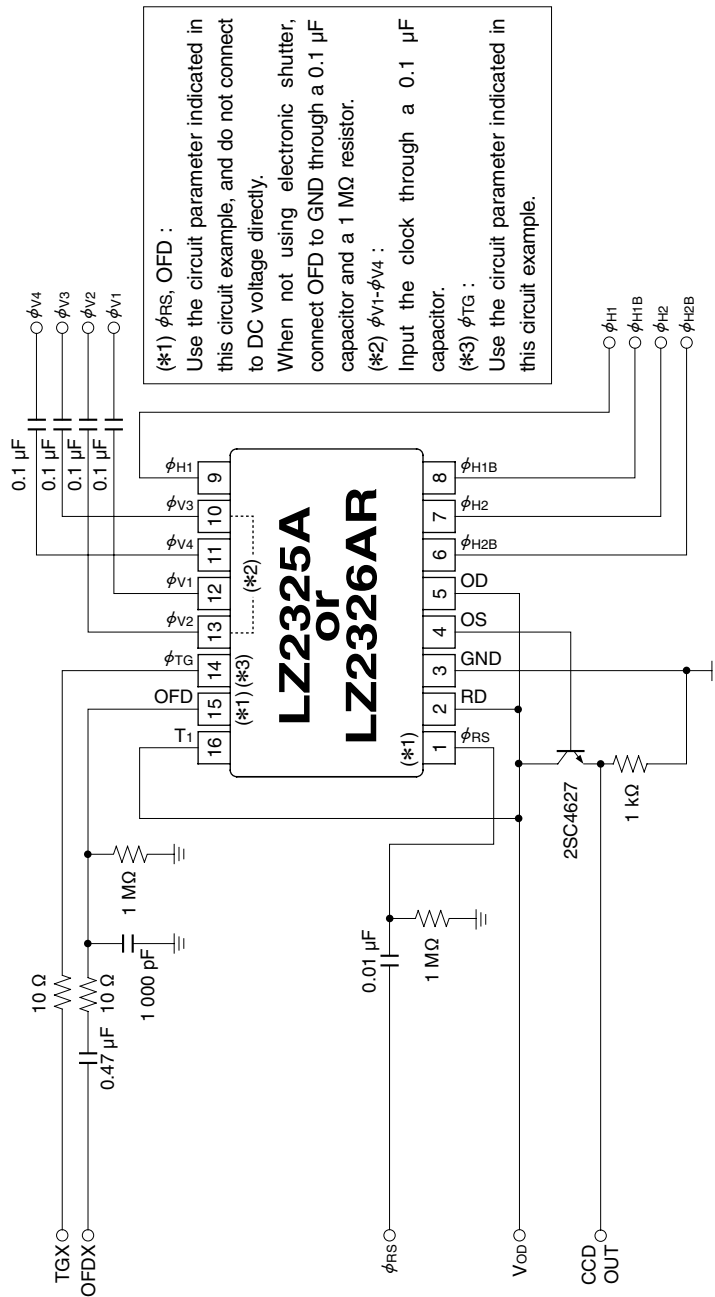 TGX
OFDX
10 Ω
10 Ω
0.47 µF
1 000 pF
1 MΩ
0.1 µF
0.1 µF
0.1 µF
0.1 µF
ϕV4
ϕV3
ϕV2
ϕV1
T1
OFD
ϕTG
ϕV2
ϕV1
ϕV4
ϕV3
ϕH1
16
15
14
13
12
11
10
9
(*1)
(*3)
(*2)
LZ2325A
or
LZ2326AR
(*1)
1
2
3
4
5
6
7
8
ϕRS
RD
GND
OS
OD
ϕH2B
ϕH2
ϕH1B
ϕRS
0.01 µF
1 MΩ
VOD
CCD
OUT
2SC4627
1 kΩ
ϕH1
ϕH1B
ϕH2
ϕH2B
(*1) ϕRS, OFD :
Use the circuit parameter indicated in
this circuit example, and do not connect
to DC voltage directly.
When not using electronic shutter,
connect OFD to GND through a 0.1 µF
capacitor and a 1 MΩ resistor.
(*2) ϕV1-ϕV4 :
Input the clock through a 0.1 µF
capacitor.
(*3) ϕTG :
Use the circuit parameter indicated in
this circuit example.